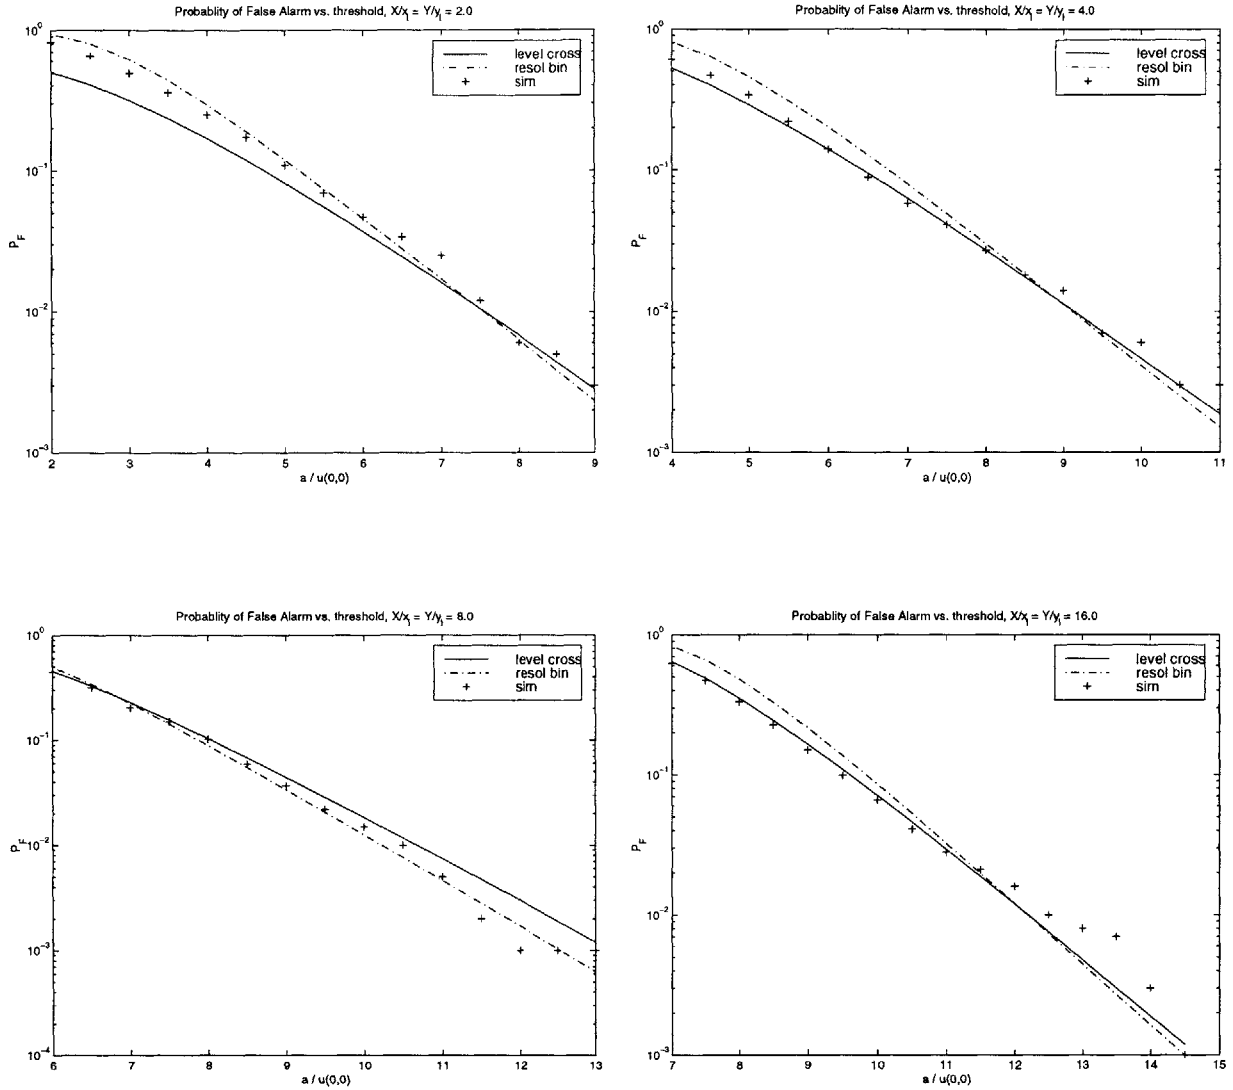 Probablity of False Alarm vs. threshold, X/x_l = Y/y_l = 2.0
10^0
10^-1
10^-2
10^-3
P_F
level cross
resol bin
sim
2 3 4 5 6 7 8 9
a / u(0,0)
Probablity of False Alarm vs. threshold, X/x_l = Y/y_l = 4.0
10^0
10^-1
10^-2
10^-3
P_F
level cross
resol bin
sim
4 5 6 7 8 9 10 11
a / u(0,0)
Probablity of False Alarm vs. threshold, X/x_l = Y/y_l = 8.0
10^0
10^-1
10^-2
10^-3
10^-4
P_F
level cross
resol bin
sim
6 7 8 9 10 11 12 13
a / u(0,0)
Probablity of False Alarm vs. threshold, X/x_l = Y/y_l = 16.0
10^0
10^-1
10^-2
10^-3
P_F
level cross
resol bin
sim
7 8 9 10 11 12 13 14 15
a / u(0,0)